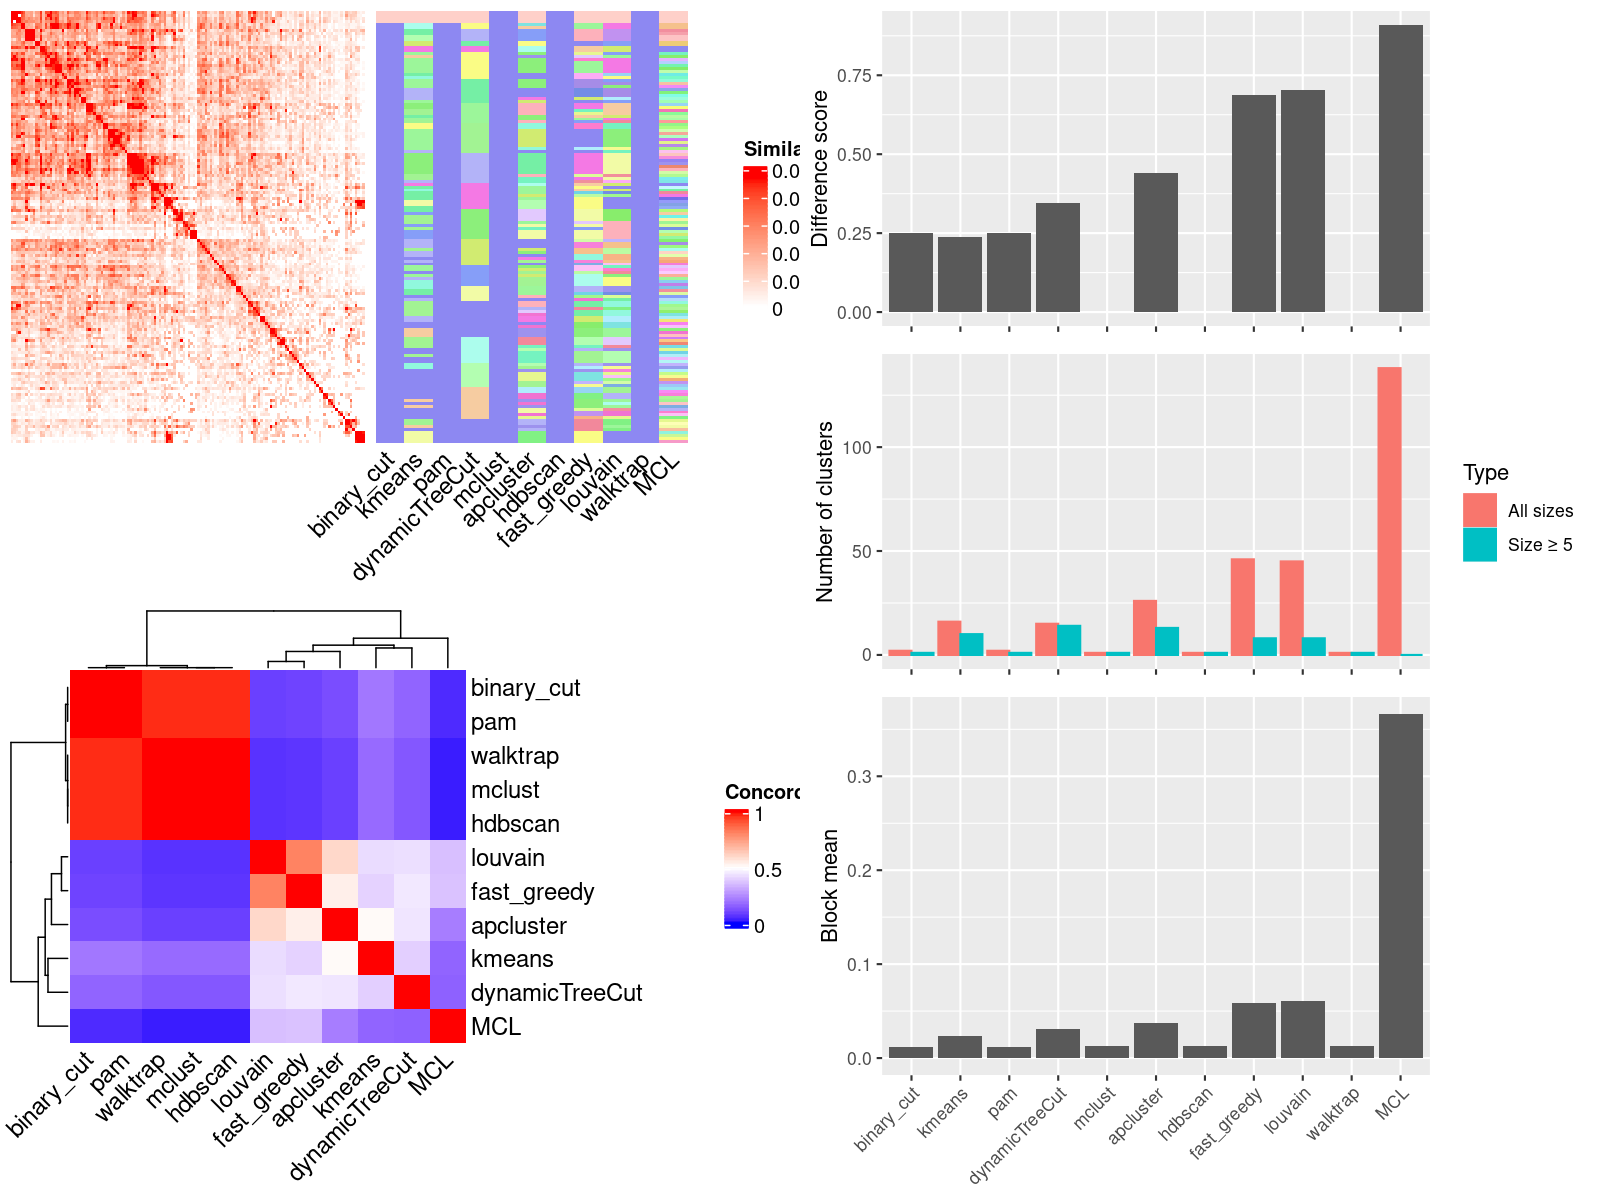 Simila
0.0
0.0
0.0
0.0
0.0
0
binary_cut
kmeans
pam
dynamicTreeCut
mclust
apcluster
hdbscan
fast_greedy
louvain
walktrap
MCL
binary_cut
pam
walktrap
mclust
hdbscan
louvain
fast_greedy
apcluster
kmeans
dynamicTreeCut
MCL
binary_cut
pam
walktrap
mclust
hdbscan
louvain
fast_greedy
apcluster
kmeans
dynamicTreeCut
MCL
Concord
1
0.5
0
Difference score
0.75
0.50
0.25
0.00
Number of clusters
100
50
0
Type
All sizes
Size ≥ 5
Block mean
0.3
0.2
0.1
0.0
binary_cut
kmeans
pam
dynamicTreeCut
mclust
apcluster
hdbscan
fast_greedy
louvain
walktrap
MCL